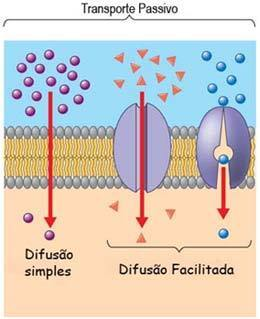 Transporte Passivo
Difusão
simples
Difusão Facilitada